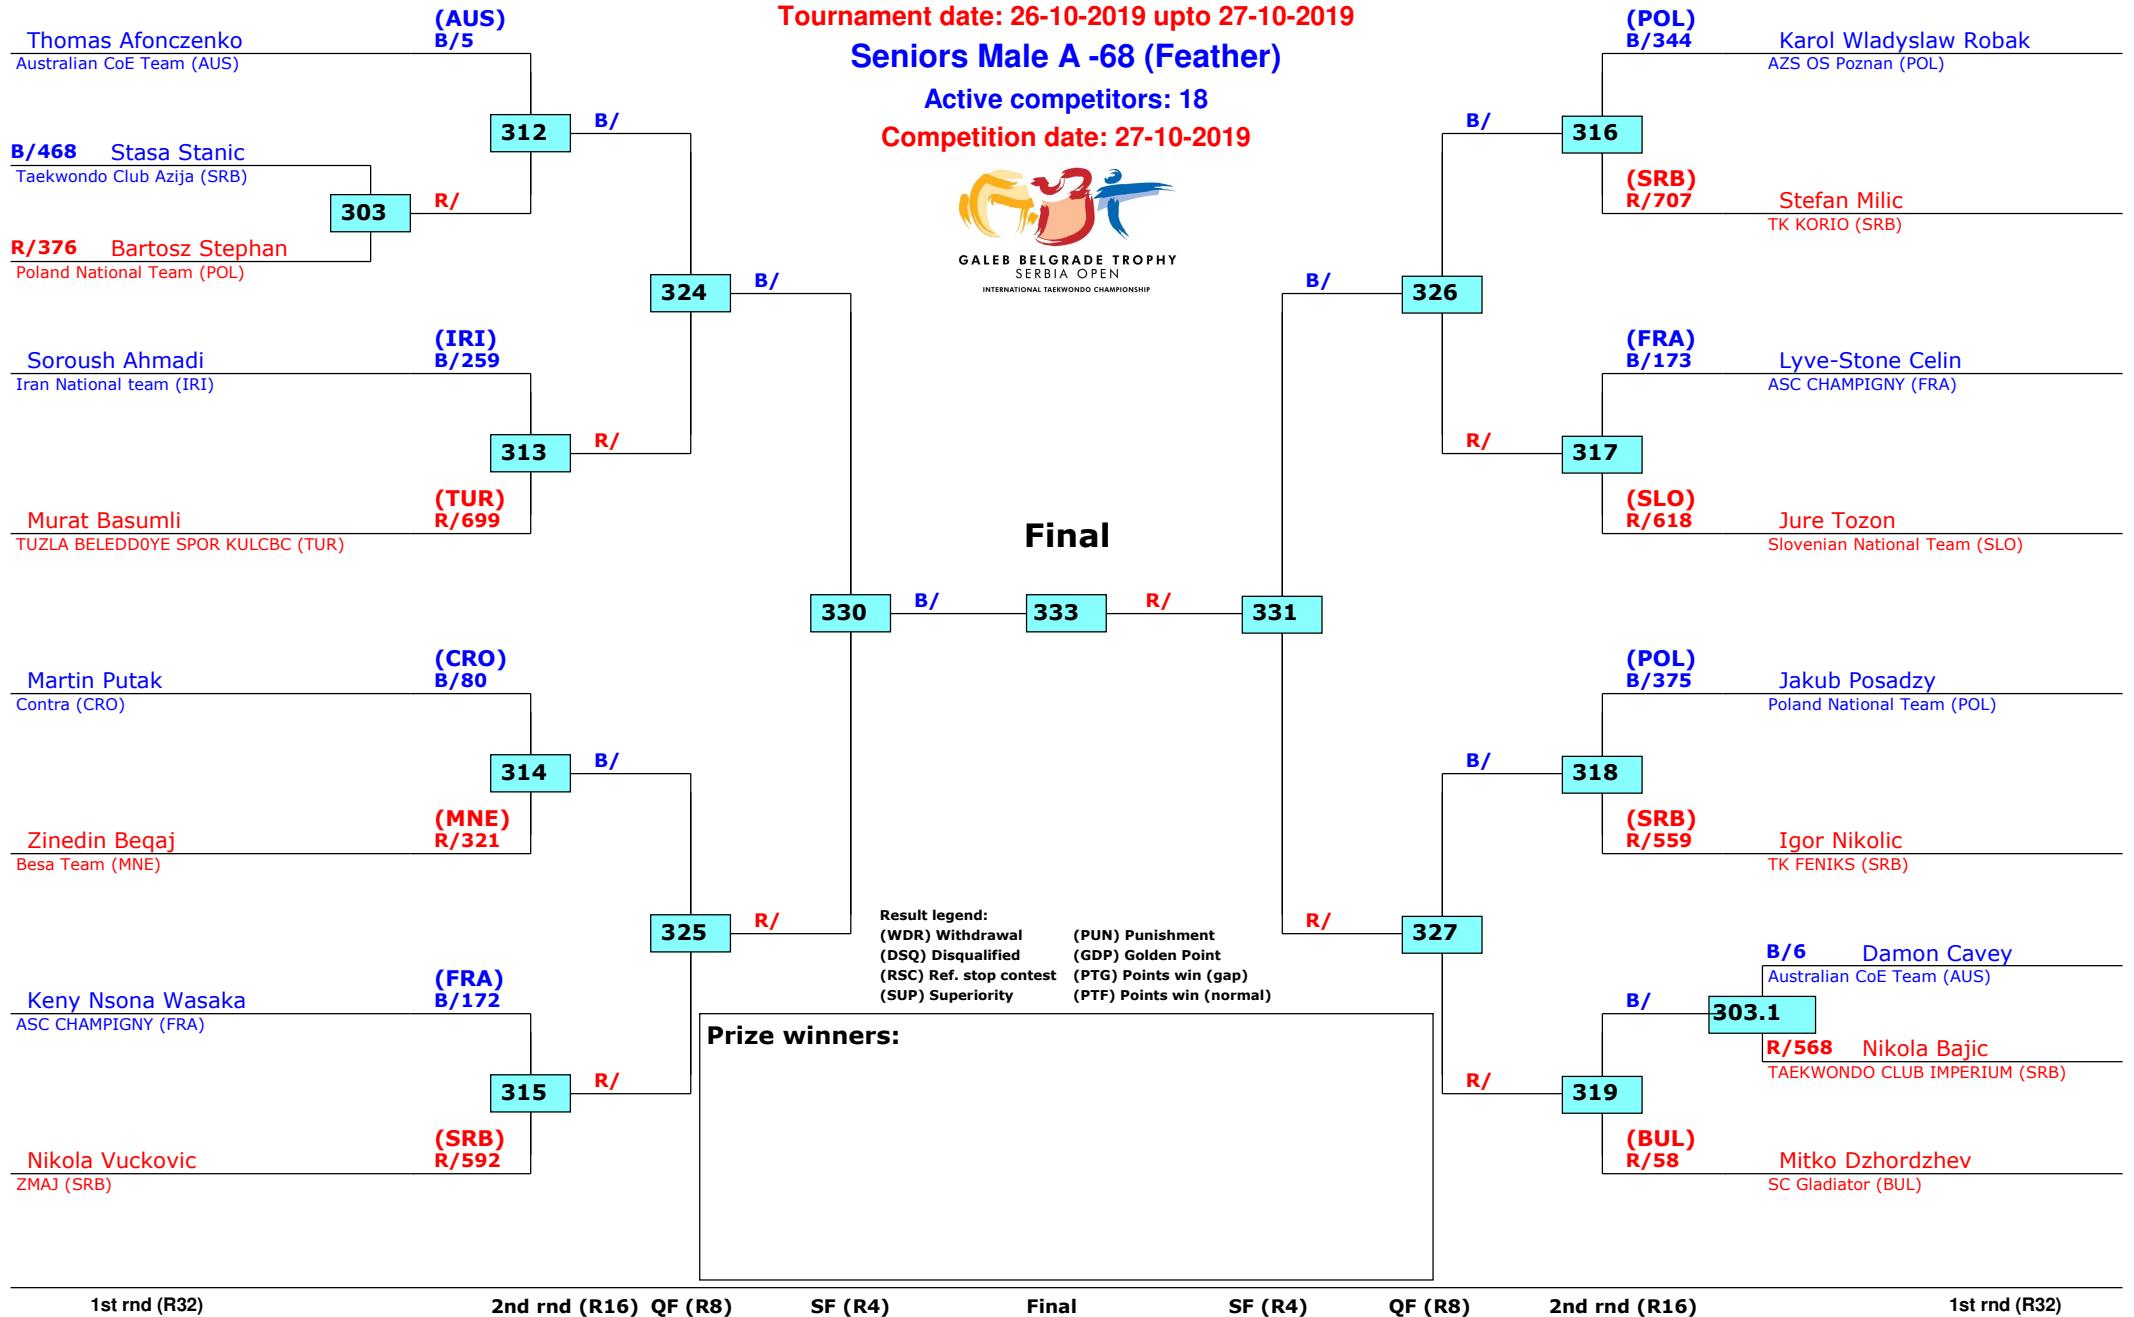 Tournament date: 26-10-2019 upto 27-10-2019
Seniors Male A -68 (Feather)
Active competitors: 18
Competition date: 27-10-2019
GALEB BELGRADE TROPHY
SERBIA OPEN
INTERNATIONAL TAEKWONDO CHAMPIONSHIP
(AUS)
Thomas Afonczenko B/5
Australian CoE Team (AUS)
312 B/
B/468 Stasa Stanic
Taekwondo Club Azija (SRB)
303 R/
R/376 Bartosz Stephan
Poland National Team (POL)
324 B/
(IRI)
Soroush Ahmadi B/259
Iran National team (IRI)
313 R/
(TUR)
Murat Basumli R/699
TUZLA BELEDD0YE SPOR KULCBC (TUR)
Final
330 B/ 333 R/ 331
(CRO)
Martin Putak B/80
Contra (CRO)
314 B/
(MNE)
Zinedin Beqaj R/321
Besa Team (MNE)
325 R/
(FRA)
Keny Nsona Wasaka B/172
ASC CHAMPIGNY (FRA)
315 R/
(SRB)
Nikola Vuckovic R/592
ZMAJ (SRB)
(POL)
B/344 Karol Wladyslaw Robak
AZS OS Poznan (POL)
B/ 316
(SRB)
R/707 Stefan Milic
TK KORIO (SRB)
B/ 326
(FRA)
B/173 Lyve-Stone Celin
ASC CHAMPIGNY (FRA)
R/ 317
(SLO)
R/618 Jure Tozon
Slovenian National Team (SLO)
(POL)
B/375 Jakub Posadzy
Poland National Team (POL)
B/ 318
(SRB)
R/559 Igor Nikolic
TK FENIKS (SRB)
R/ 327
B/6 Damon Cavey
Australian CoE Team (AUS)
B/ 303.1
R/568 Nikola Bajic
TAEKWONDO CLUB IMPERIUM (SRB)
R/ 319
(BUL)
R/58 Mitko Dzhordzhev
SC Gladiator (BUL)
Result legend:
(WDR) Withdrawal (PUN) Punishment
(DSQ) Disqualified (GDP) Golden Point
(RSC) Ref. stop contest (PTG) Points win (gap)
(SUP) Superiority (PTF) Points win (normal)
Prize winners:
1st rnd (R32) 2nd rnd (R16) QF (R8) SF (R4) Final SF (R4) QF (R8) 2nd rnd (R16) 1st rnd (R32)